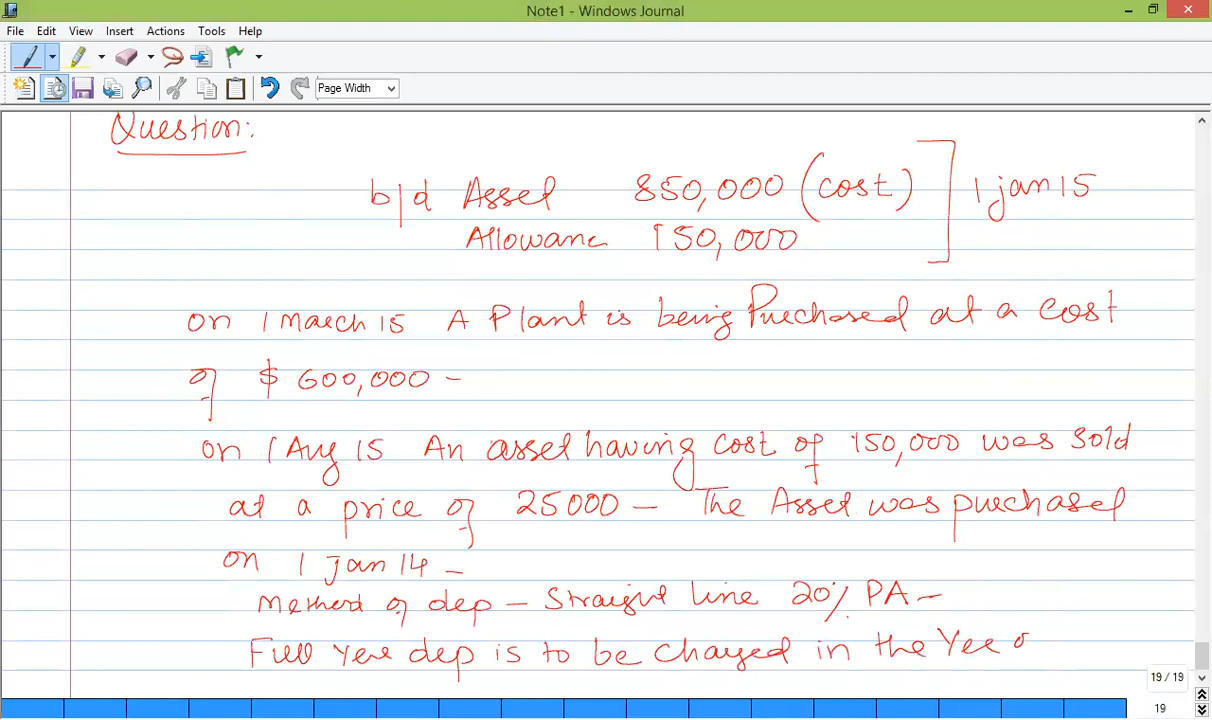 Note1 - Windows Journal
File Edit View Insert Actions Tools Help
Page Width
Question:
b/d Asset 850,000 (cost) ] 1 jan 15
Allowanc 150,000
on 1 March 15 A Plant is being Purchased at a cost
of $ 600,000 -
on 1 Aug 15 An asset having cost of 150,000 was sold
at a price of 25000 - The Asset was purchased
on 1 jan 14 -
Method of dep - Straight line 20% PA -
Full Year dep is to be charged in the Yea o
19 / 19
19